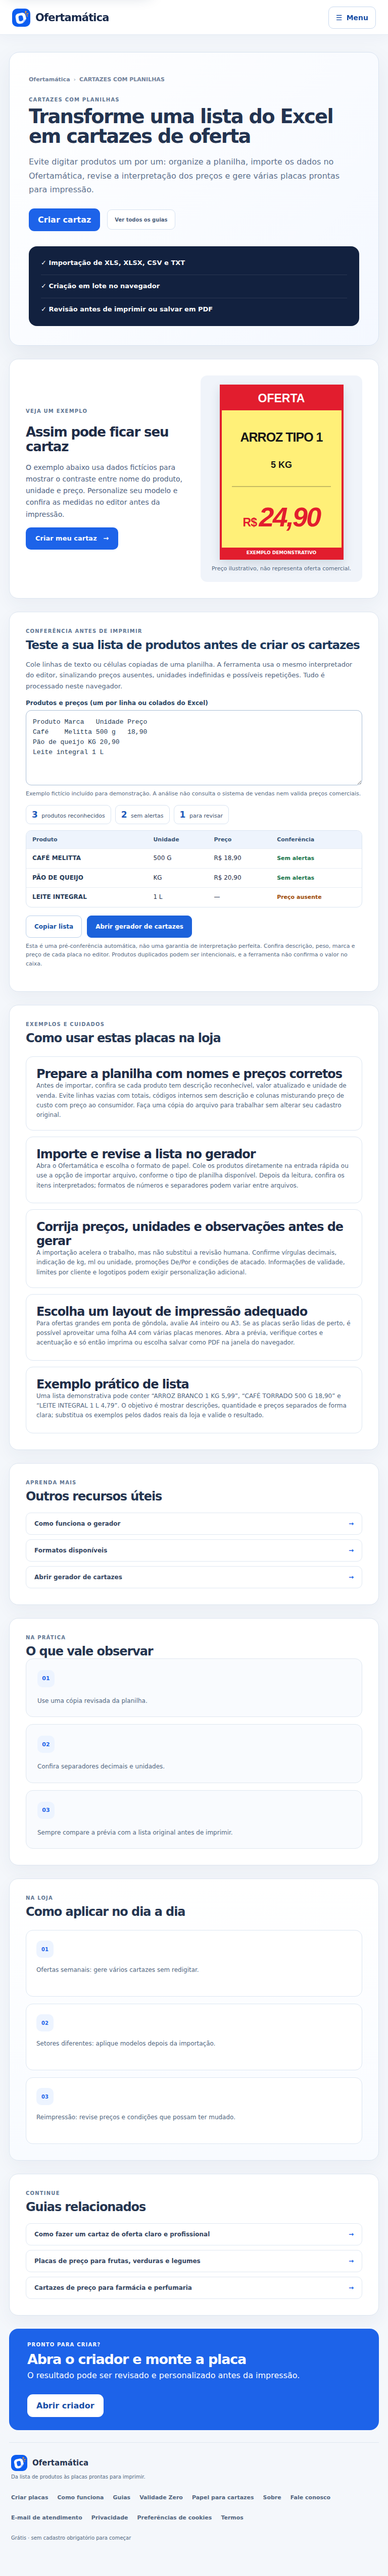 Ofertamática
☰ Menu
Ofertamática › CARTAZES COM PLANILHAS
CARTAZES COM PLANILHAS
Transforme uma lista do Excel
em cartazes de oferta
Evite digitar produtos um por um: organize a planilha, importe os dados no
Ofertamática, revise a interpretação dos preços e gere várias placas prontas
para impressão.
Criar cartaz
Ver todos os guias
✓ Importação de XLS, XLSX, CSV e TXT
✓ Criação em lote no navegador
✓ Revisão antes de imprimir ou salvar em PDF
VEJA UM EXEMPLO
Assim pode ficar seu
cartaz
O exemplo abaixo usa dados fictícios para
mostrar o contraste entre nome do produto,
unidade e preço. Personalize seu modelo e
confira as medidas no editor antes da
impressão.
Criar meu cartaz →
OFERTA
ARROZ TIPO 1
5 KG
R$ 24,90
EXEMPLO DEMONSTRATIVO
Preço ilustrativo, não representa oferta comercial.
CONFERÊNCIA ANTES DE IMPRIMIR
Teste a sua lista de produtos antes de criar os cartazes
Cole linhas de texto ou células copiadas de uma planilha. A ferramenta usa o mesmo interpretador
do editor, sinalizando preços ausentes, unidades indefinidas e possíveis repetições. Tudo é
processado neste navegador.
Produtos e preços (um por linha ou colados do Excel)
Produto Marca Unidade Preço
Café Melitta 500 g 18,90
Pão de queijo KG 20,90
Leite integral 1 L
Exemplo fictício incluído para demonstração. A análise não consulta o sistema de vendas nem valida preços comerciais.
3 produtos reconhecidos
2 sem alertas
1 para revisar
Produto Unidade Preço Conferência
CAFÉ MELITTA 500 G R$ 18,90 Sem alertas
PÃO DE QUEIJO KG R$ 20,90 Sem alertas
LEITE INTEGRAL 1 L — Preço ausente
Copiar lista
Abrir gerador de cartazes
Esta é uma pré-conferência automática, não uma garantia de interpretação perfeita. Confira descrição, peso, marca e
preço de cada placa no editor. Produtos duplicados podem ser intencionais, e a ferramenta não confirma o valor no
caixa.
EXEMPLOS E CUIDADOS
Como usar estas placas na loja
Prepare a planilha com nomes e preços corretos
Antes de importar, confira se cada produto tem descrição reconhecível, valor atualizado e unidade de
venda. Evite linhas vazias com totais, códigos internos sem descrição e colunas misturando preço de
custo com preço ao consumidor. Faça uma cópia do arquivo para trabalhar sem alterar seu cadastro
original.
Importe e revise a lista no gerador
Abra o Ofertamática e escolha o formato de papel. Cole os produtos diretamente na entrada rápida ou
use a opção de importar arquivo, conforme o tipo de planilha disponível. Depois da leitura, confira os
itens interpretados; formatos de números e separadores podem variar entre arquivos.
Corrija preços, unidades e observações antes de
gerar
A importação acelera o trabalho, mas não substitui a revisão humana. Confirme vírgulas decimais,
indicação de kg, ml ou unidade, promoções De/Por e condições de atacado. Informações de validade,
limites por cliente e logotipos podem exigir personalização adicional.
Escolha um layout de impressão adequado
Para ofertas grandes em ponta de gôndola, avalie A4 inteiro ou A3. Se as placas serão lidas de perto, é
possível aproveitar uma folha A4 com várias placas menores. Abra a prévia, verifique cortes e
acentuação e só então imprima ou escolha salvar como PDF na janela do navegador.
Exemplo prático de lista
Uma lista demonstrativa pode conter “ARROZ BRANCO 1 KG 5,99”, “CAFÉ TORRADO 500 G 18,90” e
“LEITE INTEGRAL 1 L 4,79”. O objetivo é mostrar descrições, quantidade e preços separados de forma
clara; substitua os exemplos pelos dados reais da loja e valide o resultado.
APRENDA MAIS
Outros recursos úteis
Como funciona o gerador →
Formatos disponíveis →
Abrir gerador de cartazes →
NA PRÁTICA
O que vale observar
01
Use uma cópia revisada da planilha.
02
Confira separadores decimais e unidades.
03
Sempre compare a prévia com a lista original antes de imprimir.
NA LOJA
Como aplicar no dia a dia
01
Ofertas semanais: gere vários cartazes sem redigitar.
02
Setores diferentes: aplique modelos depois da importação.
03
Reimpressão: revise preços e condições que possam ter mudado.
CONTINUE
Guias relacionados
Como fazer um cartaz de oferta claro e profissional →
Placas de preço para frutas, verduras e legumes →
Cartazes de preço para farmácia e perfumaria →
PRONTO PARA CRIAR?
Abra o criador e monte a placa
O resultado pode ser revisado e personalizado antes da impressão.
Abrir criador
Ofertamática
Da lista de produtos às placas prontas para imprimir.
Criar placas Como funciona Guias Validade Zero Papel para cartazes Sobre Fale conosco
E-mail de atendimento Privacidade Preferências de cookies Termos
Grátis · sem cadastro obrigatório para começar